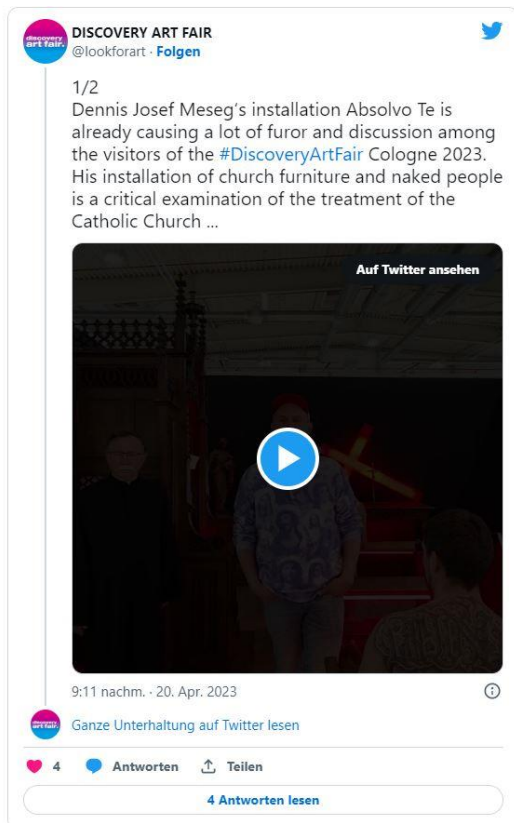 discovery
art fair.
DISCOVERY ART FAIR
@lookforart · Folgen
1/2
Dennis Josef Meseg‘s installation Absolvo Te is
already causing a lot of furor and discussion among
the visitors of the #DiscoveryArtFair Cologne 2023.
His installation of church furniture and naked people
is a critical examination of the treatment of the
Catholic Church ...
Auf Twitter ansehen
9:11 nachm. · 20. Apr. 2023
discovery
art fair.
Ganze Unterhaltung auf Twitter lesen
4 Antworten Teilen
4 Antworten lesen